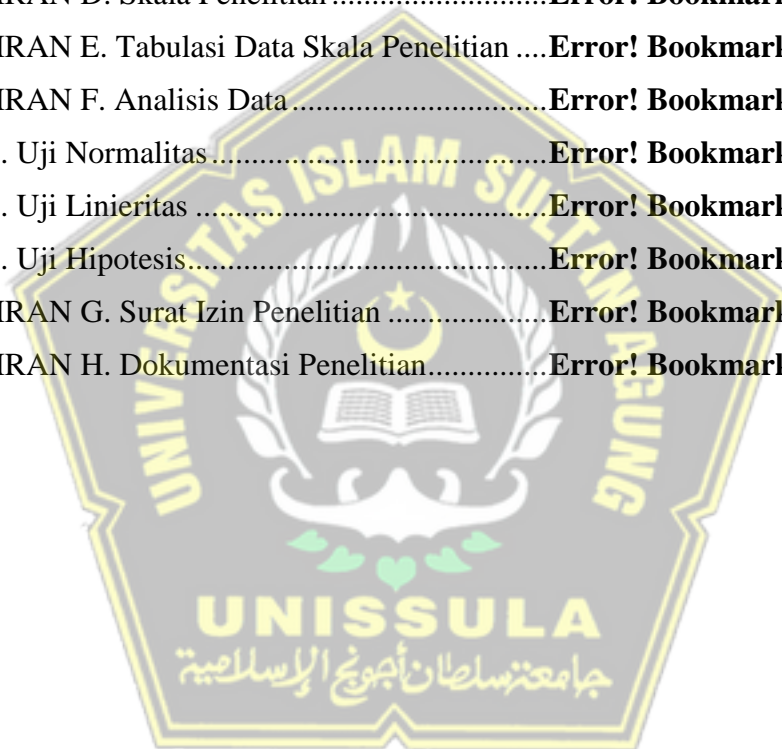 IRAN D. Skala Penelitian..........................Error! Bookmark
IRAN E. Tabulasi Data Skala Penelitian ....Error! Bookmark
IRAN F. Analisis Data...............................Error! Bookmark
. Uji Normalitas.........................................Error! Bookmark
. Uji Linieritas ...........................................Error! Bookmark
. Uji Hipotesis............................................Error! Bookmark
IRAN G. Surat Izin Penelitian ...................Error! Bookmark
IRAN H. Dokumentasi Penelitian..............Error! Bookmark
UNIVERSITAS ISLAM SULTAN AGUNG
UNISSULA
جامعة سلطان أجونج الإسلامية